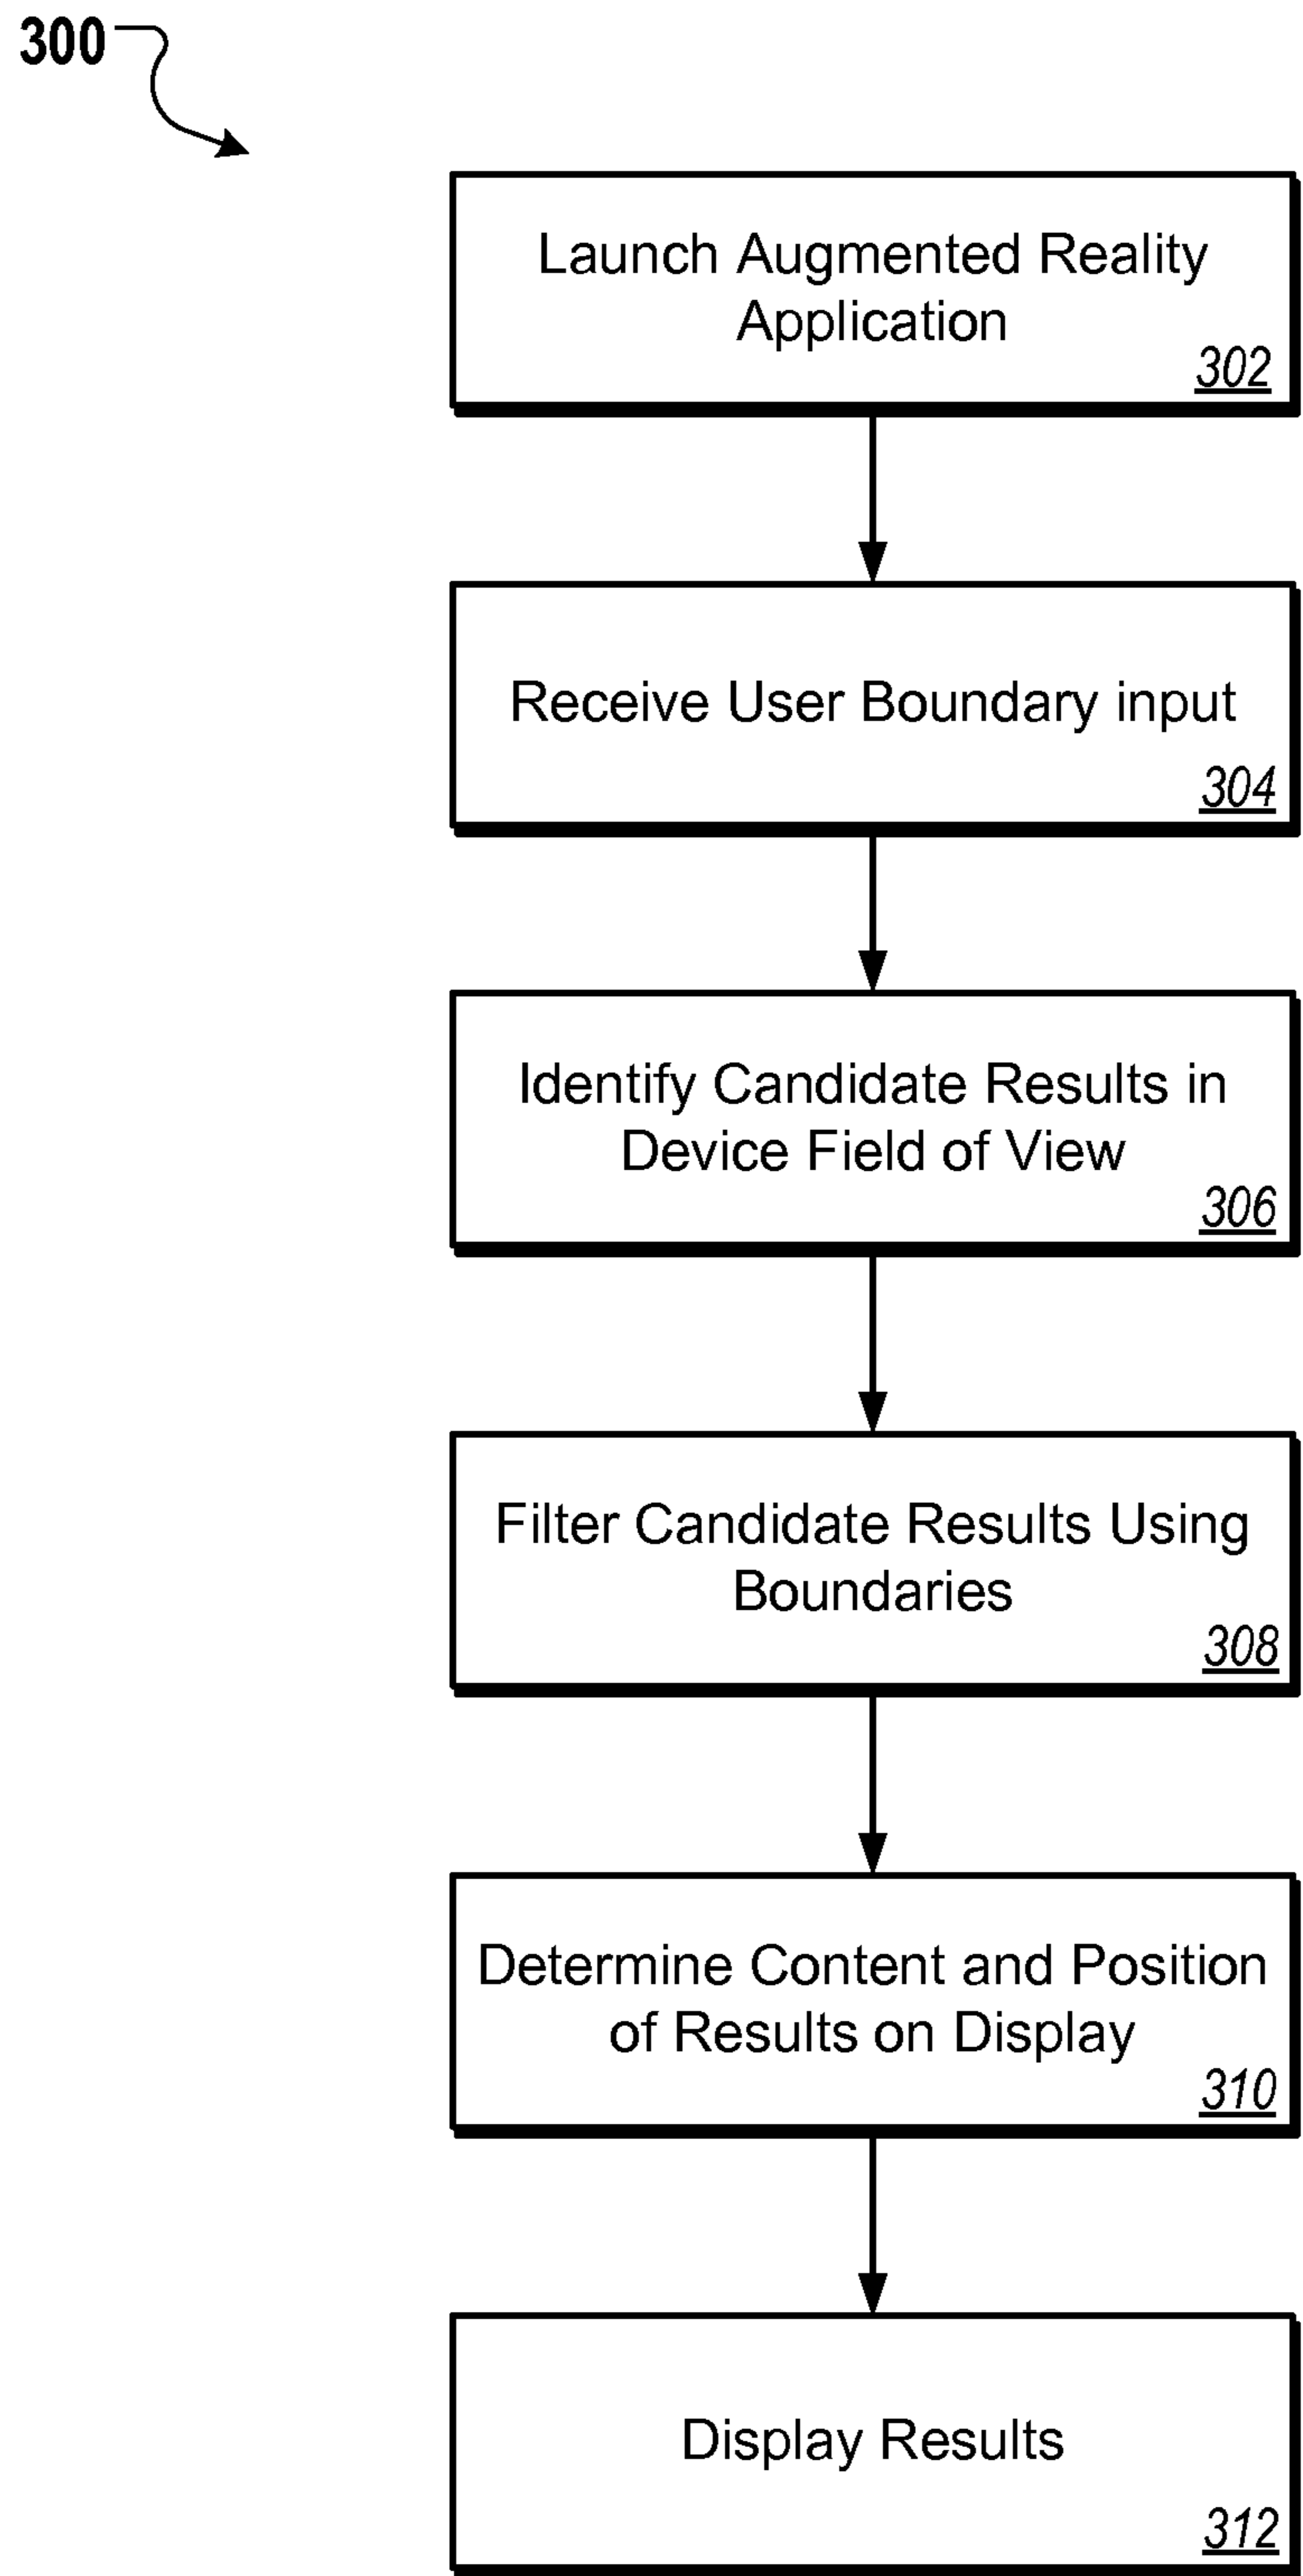 300
Launch Augmented Reality
Application
302
Receive User Boundary input
304
Identify Candidate Results in
Device Field of View
306
Filter Candidate Results Using
Boundaries
308
Determine Content and Position
of Results on Display
310
Display Results
312